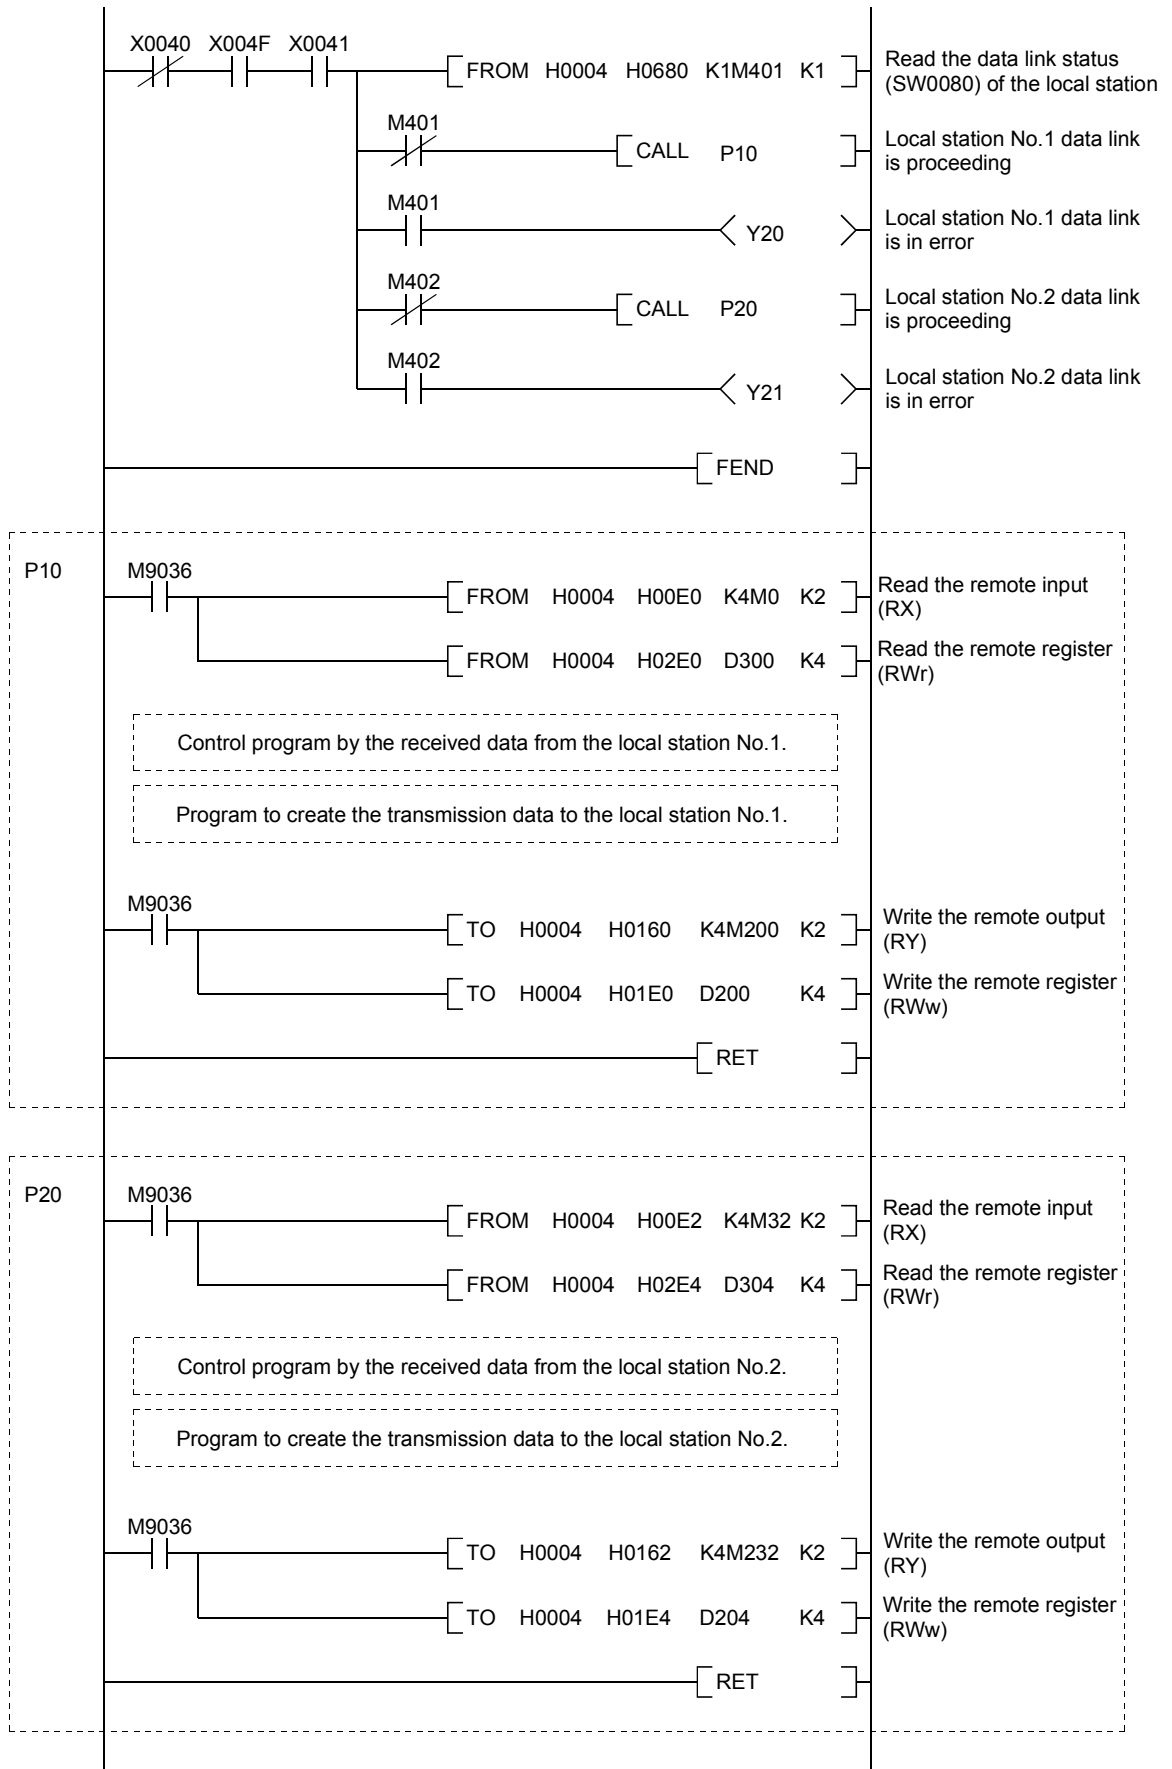 X0040 X004F X0041
FROM H0004 H0680 K1M401 K1
Read the data link status
(SW0080) of the local station
M401
CALL P10
Local station No.1 data link
is proceeding
M401
Y20
Local station No.1 data link
is in error
M402
CALL P20
Local station No.2 data link
is proceeding
M402
Y21
Local station No.2 data link
is in error
FEND
P10
M9036
FROM H0004 H00E0 K4M0 K2
Read the remote input
(RX)
FROM H0004 H02E0 D300 K4
Read the remote register
(RWr)
Control program by the received data from the local station No.1.
Program to create the transmission data to the local station No.1.
M9036
TO H0004 H0160 K4M200 K2
Write the remote output
(RY)
TO H0004 H01E0 D200 K4
Write the remote register
(RWw)
RET
P20
M9036
FROM H0004 H00E2 K4M32 K2
Read the remote input
(RX)
FROM H0004 H02E4 D304 K4
Read the remote register
(RWr)
Control program by the received data from the local station No.2.
Program to create the transmission data to the local station No.2.
M9036
TO H0004 H0162 K4M232 K2
Write the remote output
(RY)
TO H0004 H01E4 D204 K4
Write the remote register
(RWw)
RET